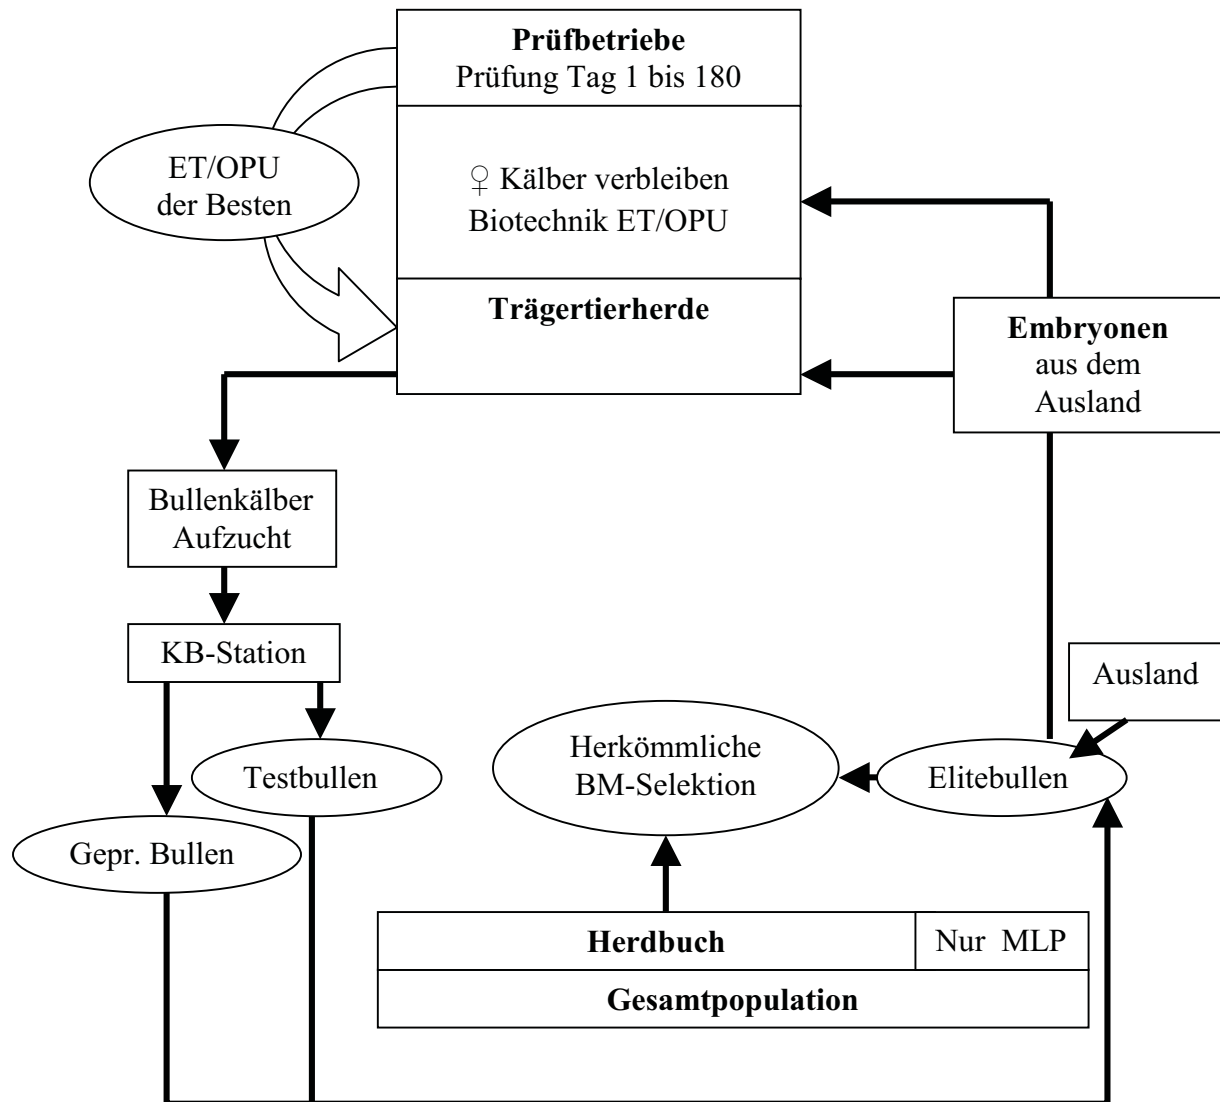 Prüfbetriebe
Prüfung Tag 1 bis 180
ET/OPU
der Besten
♀ Kälber verbleiben
Biotechnik ET/OPU
Trägertierherde
Embryonen
aus dem
Ausland
Bullenkälber
Aufzucht
KB-Station
Ausland
Testbullen
Herkömmliche
BM-Selektion
Elitebullen
Gepr. Bullen
Herdbuch
Nur MLP
Gesamtpopulation